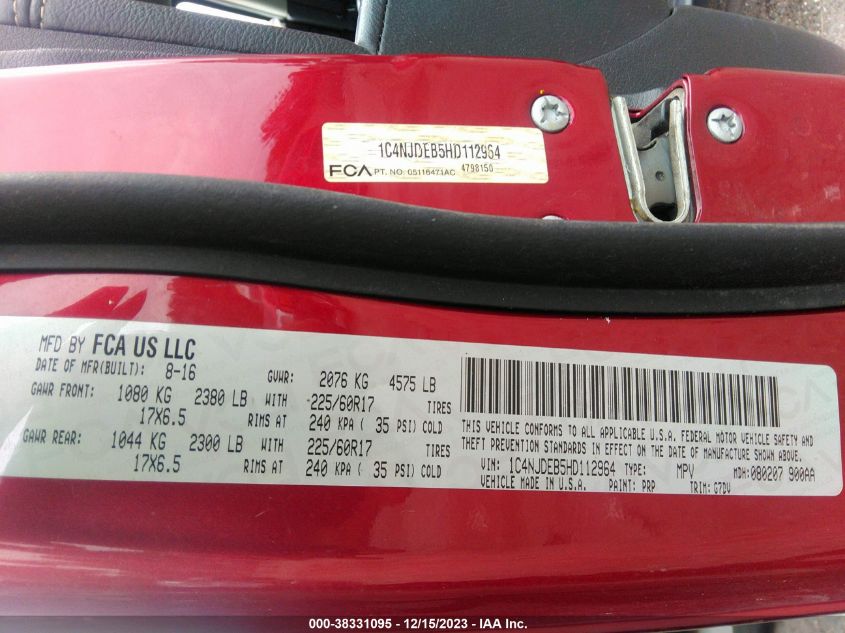 1C4NJDEB5HD112964
FCA PT. NO. 05116471AC 4798150
MFD BY FCA US LLC
DATE OF MFR(BUILT): 8-16 GVWR: 2076 KG 4575 LB
GAWR FRONT: 1080 KG 2380 LB WITH 225/60R17 TIRES
17X6.5 RIMS AT 240 KPA ( 35 PSI) COLD
GAWR REAR: 1044 KG 2300 LB WITH 225/60R17 TIRES
17X6.5 RIMS AT 240 KPA ( 35 PSI) COLD
THIS VEHICLE CONFORMS TO ALL APPLICABLE U.S.A. FEDERAL MOTOR VEHICLE SAFETY AND
THEFT PREVENTION STANDARDS IN EFFECT ON THE DATE OF MANUFACTURE SHOWN ABOVE.
VIN: 1C4NJDEB5HD112964 TYPE: MPV MDH:080207 900AA
VEHICLE MADE IN U.S.A. PAINT: PRP TRIM: G7DV
000-38331095 - 12/15/2023 - IAA Inc.